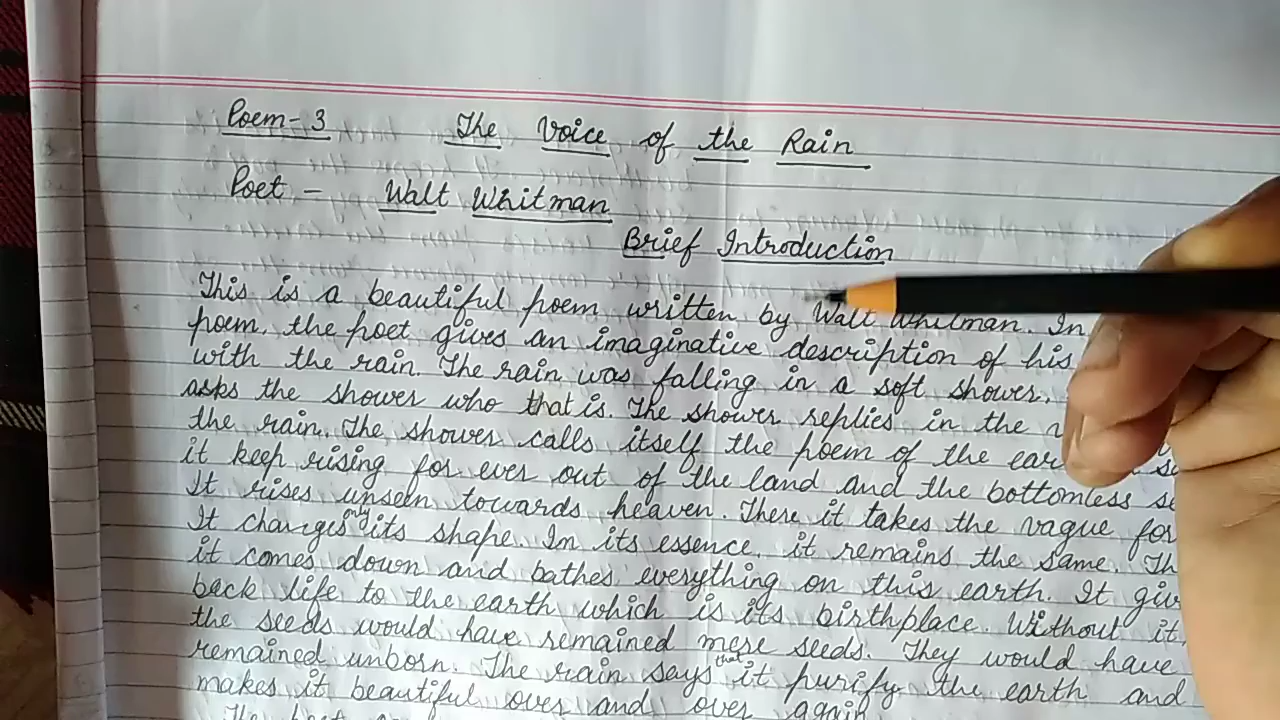 Poem-3 The Voice of the Rain
Poet - Walt Whitman
Brief Introduction
This is a beautiful poem written by Walt Whitman. In
poem, the poet gives an imaginative description of his
with the rain. The rain was falling in a soft shower.
asks the shower who that is. The shower replies in the
the rain. The shower calls itself the poem of the ear
it keep rising for ever out of the land and the bottomless se
It rises unseen towards heaven. There it takes the vague for
It changes only its shape. In its essence, it remains the same. Th
it comes down and bathes everything on this earth. It giv
back life to the earth which is its birthplace. Without it,
the seeds would have remained mere seeds. They would have
remained unborn. The rain says that it purify the earth and
makes it beautiful over and over again